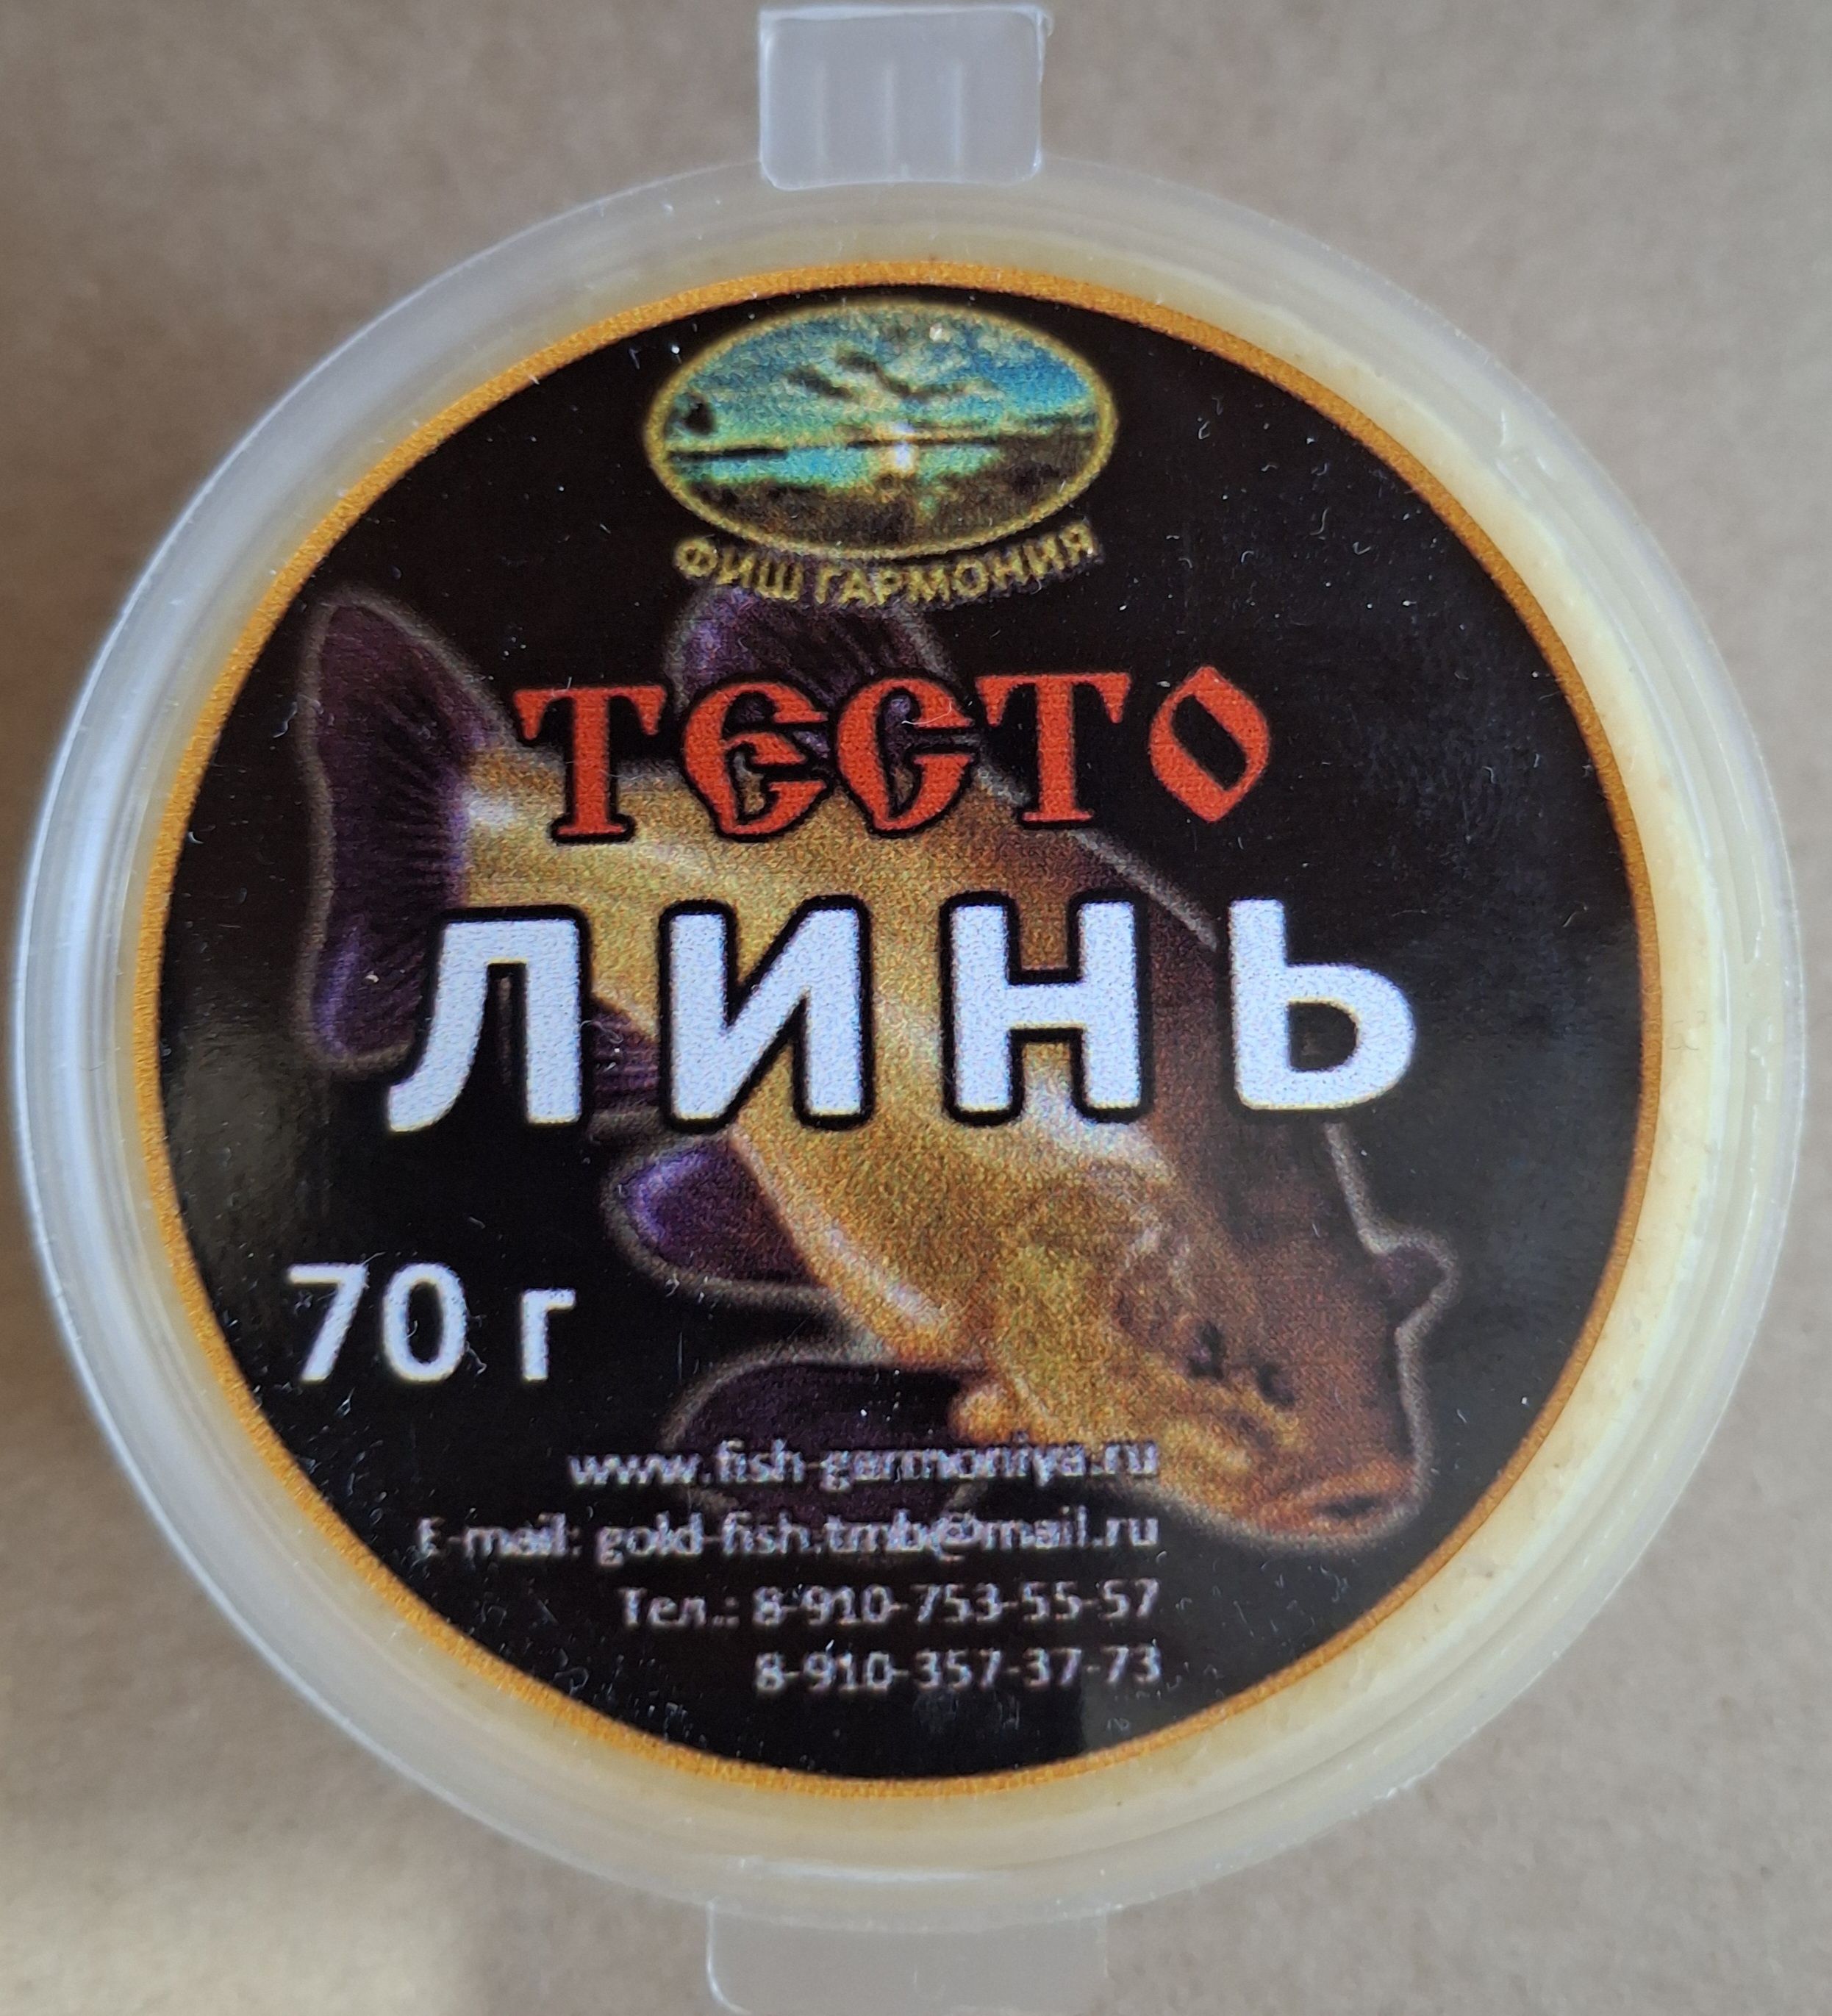 ФИШ ГАРМОНИЯ
ТЕСТО
ЛИНЬ
70 г
www.fish-garmoniya.ru
E-mail: gold-fish.tmb@mail.ru
Тел.: 8-910-753-55-57
8-910-357-37-73